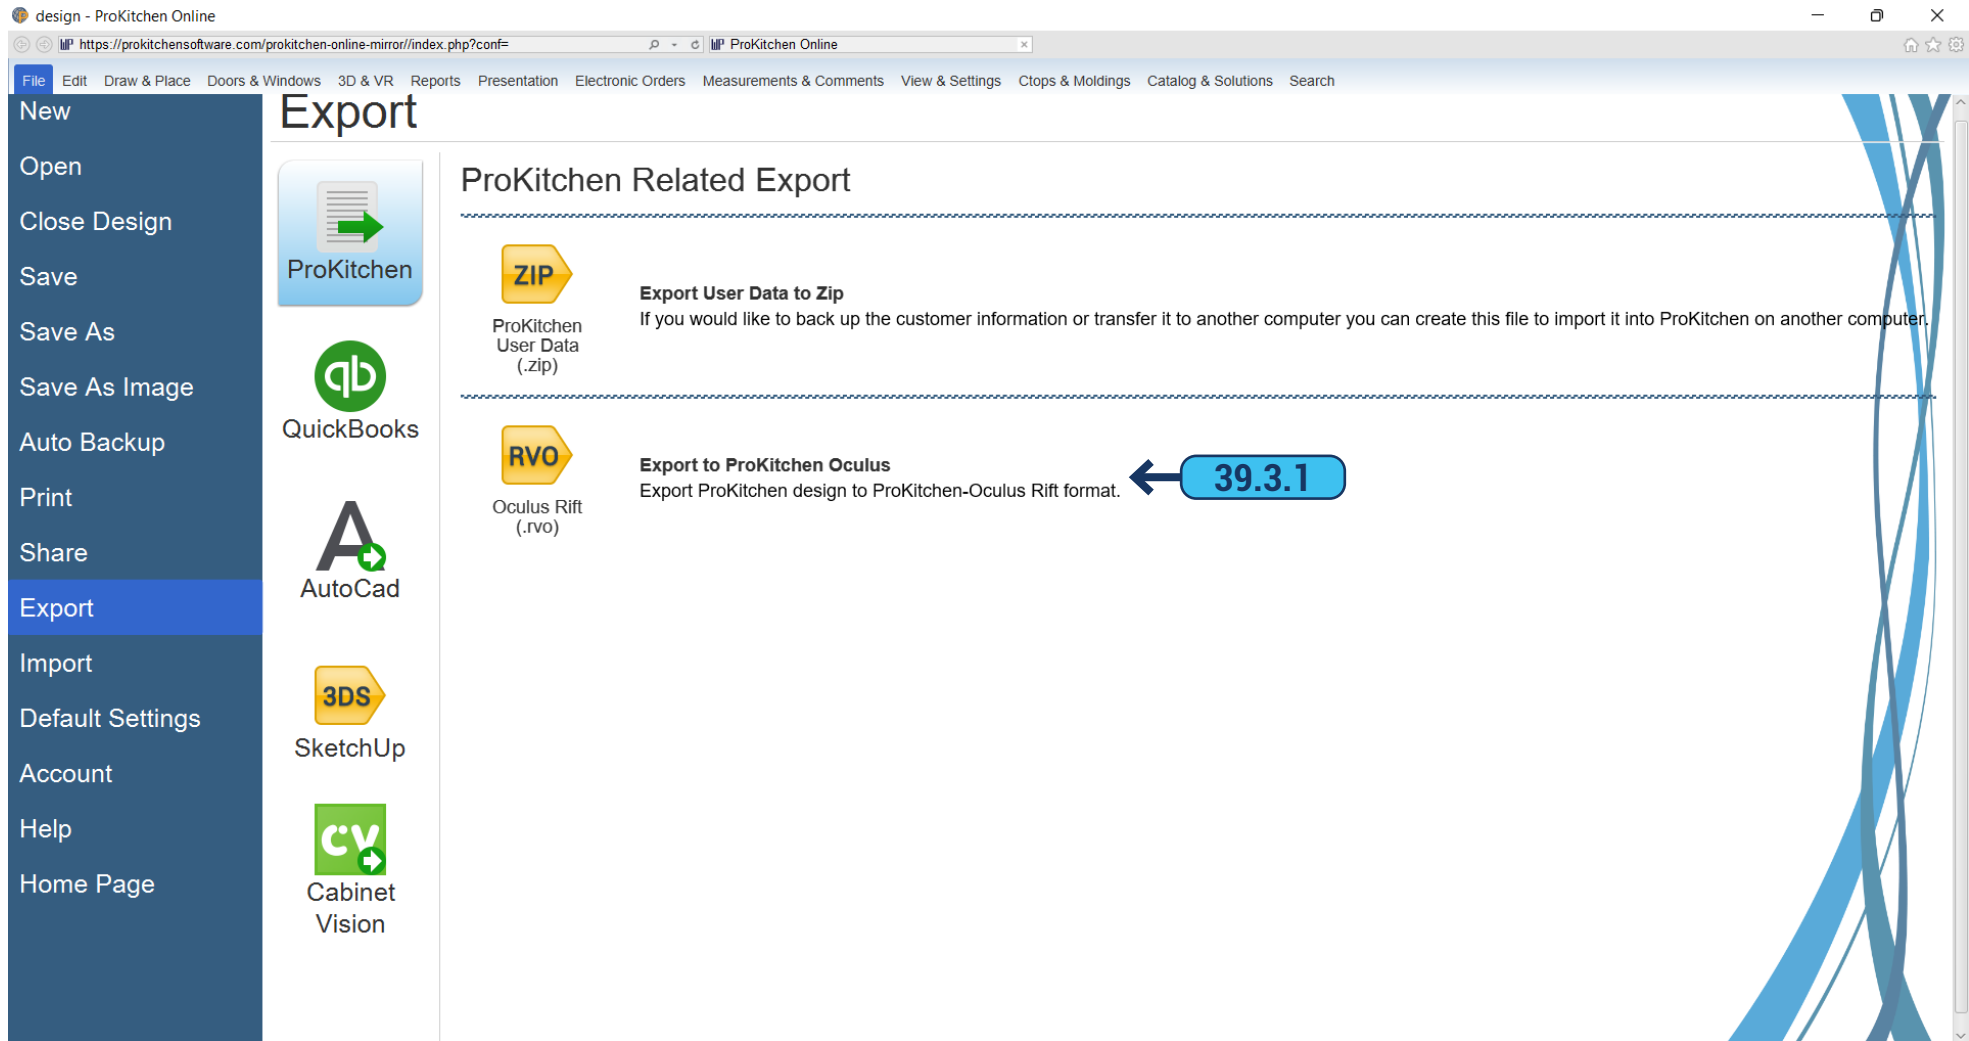 design - ProKitchen Online
https://prokitchensoftware.com/prokitchen-online-mirror//index.php?conf=
ProKitchen Online
File Edit Draw & Place Doors & Windows 3D & VR Reports Presentation Electronic Orders Measurements & Comments View & Settings Ctops & Moldings Catalog & Solutions Search
New
Open
Close Design
Save
Save As
Save As Image
Auto Backup
Print
Share
Export
Import
Default Settings
Account
Help
Home Page
Export
ProKitchen
qb
QuickBooks
A
AutoCad
3DS
SketchUp
CV
Cabinet
Vision
ProKitchen Related Export
ZIP
ProKitchen
User Data
(.zip)
Export User Data to Zip
If you would like to back up the customer information or transfer it to another computer you can create this file to import it into ProKitchen on another computer.
RVO
Oculus Rift
(.rvo)
Export to ProKitchen Oculus
Export ProKitchen design to ProKitchen-Oculus Rift format.
39.3.1